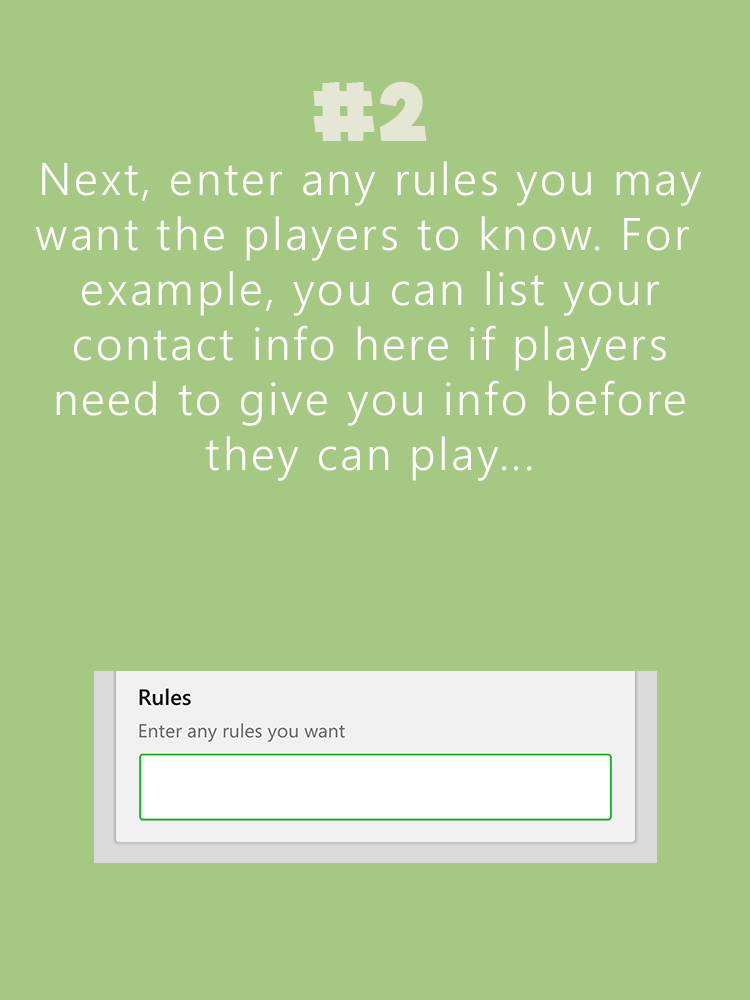 #2
Next, enter any rules you may
want the players to know. For
example, you can list your
contact info here if players
need to give you info before
they can play...
Rules
Enter any rules you want